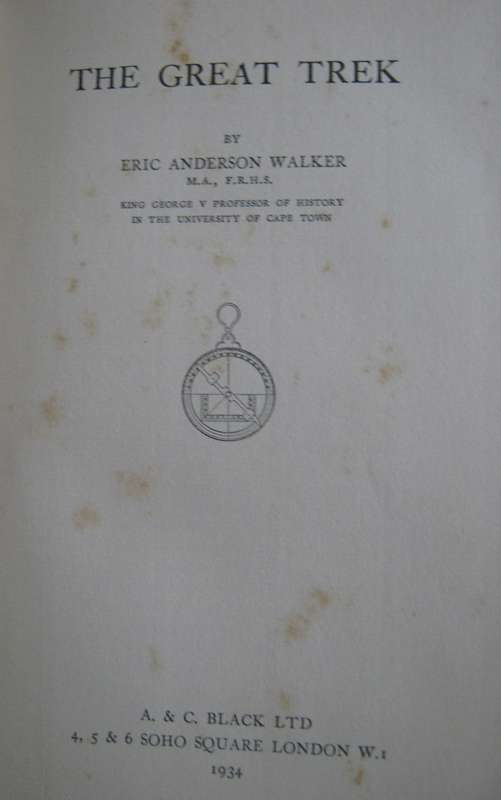 THE GREAT TREK
BY
ERIC ANDERSON WALKER
M.A., F.R.H.S.
KING GEORGE V PROFESSOR OF HISTORY
IN THE UNIVERSITY OF CAPE TOWN
A. & C. BLACK LTD
4, 5 & 6 SOHO SQUARE LONDON W.1
1934